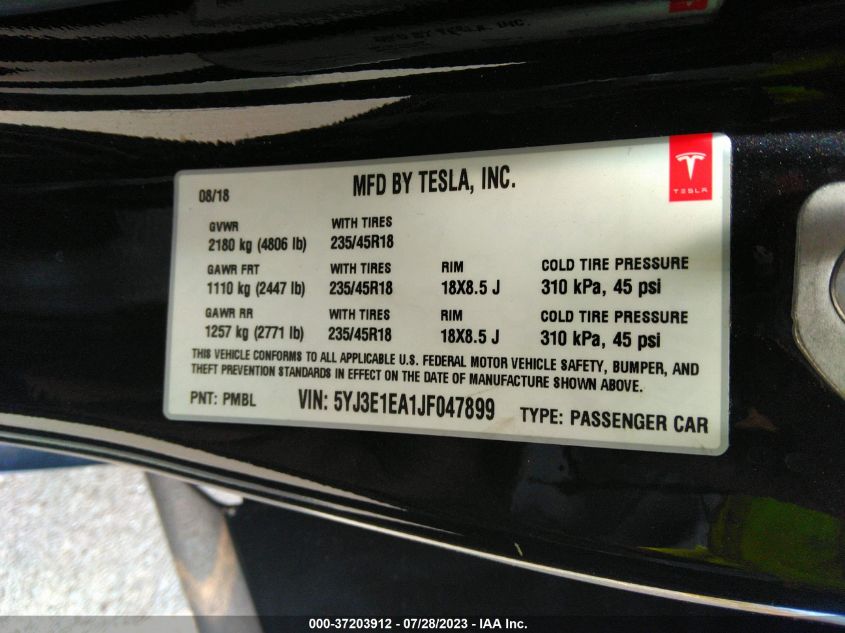 MFD BY TESLA, INC.
TESLA
08/18
MFD BY TESLA, INC.
GVWR WITH TIRES
2180 kg (4806 lb) 235/45R18
GAWR FRT WITH TIRES RIM COLD TIRE PRESSURE
1110 kg (2447 lb) 235/45R18 18X8.5 J 310 kPa, 45 psi
GAWR RR WITH TIRES RIM COLD TIRE PRESSURE
1257 kg (2771 lb) 235/45R18 18X8.5 J 310 kPa, 45 psi
THIS VEHICLE CONFORMS TO ALL APPLICABLE U.S. FEDERAL MOTOR VEHICLE SAFETY, BUMPER, AND
THEFT PREVENTION STANDARDS IN EFFECT ON THE DATE OF MANUFACTURE SHOWN ABOVE.
PNT: PMBL VIN: 5YJ3E1EA1JF047899 TYPE: PASSENGER CAR
000-37203912 - 07/28/2023 - IAA Inc.